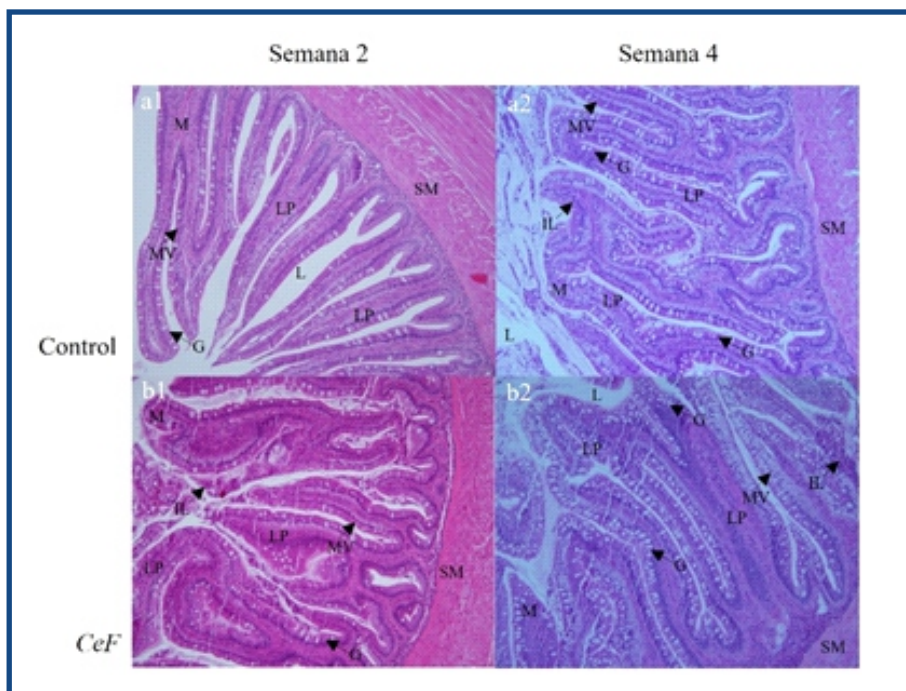 Semana 2 Semana 4
a1 a2
M MV
G
LP LP
SM SM
IL
MV
L
M LP
LP
L
G G
Control
b1 b2
M L G
LP
IL MV IL
LP MV LP
G
LP SM
G M
CeF SM